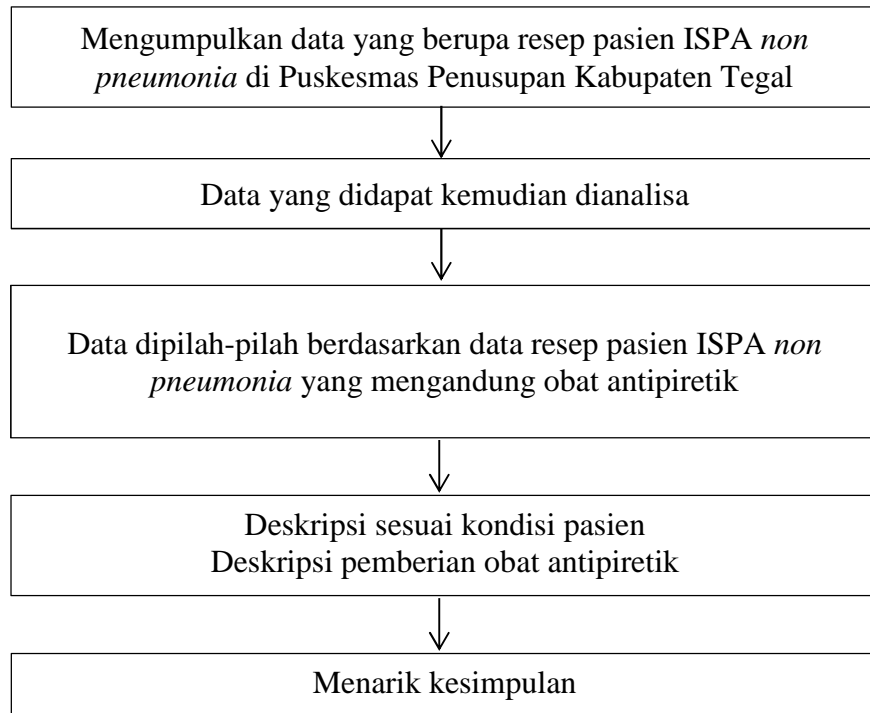 Mengumpulkan data yang berupa resep pasien ISPA non
pneumonia di Puskesmas Penusupan Kabupaten Tegal
Data yang didapat kemudian dianalisa
Data dipilah-pilah berdasarkan data resep pasien ISPA non
pneumonia yang mengandung obat antipiretik
Deskripsi sesuai kondisi pasien
Deskripsi pemberian obat antipiretik
Menarik kesimpulan